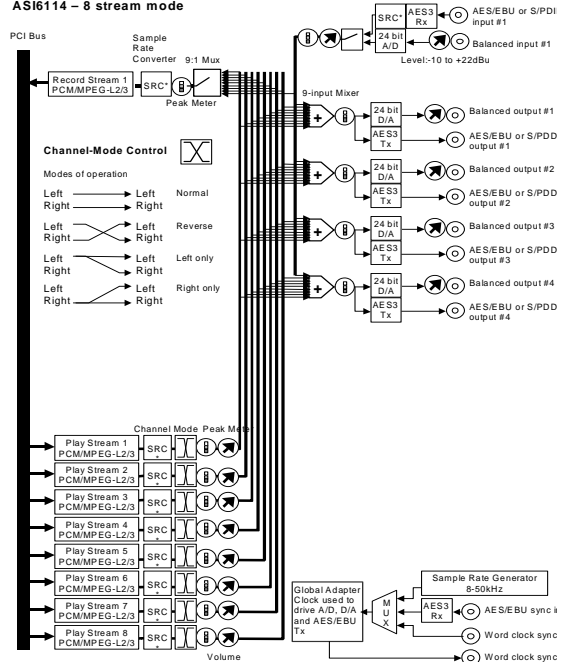 ASI6114 – 8 stream mode
PCI Bus
Sample
Rate
Converter
9:1 Mux
Record Stream 1
PCM/MPEG-L2/3
SRC*
Peak Meter
SRC*
AES3
Rx
24 bit
A/D
AES/EBU or S/PDI
input #1
Balanced input #1
Level:-10 to +22dBu
9-input Mixer
+
24 bit
D/A
AES3
Tx
Balanced output #1
AES/EBU or S/PDD
output #1
+
24 bit
D/A
AES3
Tx
Balanced output #2
AES/EBU or S/PDD
output #2
+
24 bit
D/A
AES3
Tx
Balanced output #3
AES/EBU or S/PDD
output #3
+
24 bit
D/A
AES3
Tx
Balanced output #4
AES/EBU or S/PDD
output #4
Channel-Mode Control
Modes of operation
Left Left Normal
Right Right
Left Left Reverse
Right Right
Left Left Left only
Right Right
Left Left Right only
Right Right
Channel Mode Peak Mete
Play Stream 1
PCM/MPEG-L2/3
SRC
*
Play Stream 2
PCM/MPEG-L2/3
SRC
*
Play Stream 3
PCM/MPEG-L2/3
SRC
*
Play Stream 4
PCM/MPEG-L2/3
SRC
*
Play Stream 5
PCM/MPEG-L2/3
SRC
*
Play Stream 6
PCM/MPEG-L2/3
SRC
*
Play Stream 7
PCM/MPEG-L2/3
SRC
*
Play Stream 8
PCM/MPEG-L2/3
SRC
*
Volume
Global Adapter
Clock used to
drive A/D, D/A
and AES/EBU
Tx
MUX
Sample Rate Generator
8-50kHz
AES3
Rx
AES/EBU sync i
Word clock sync
Word clock sync